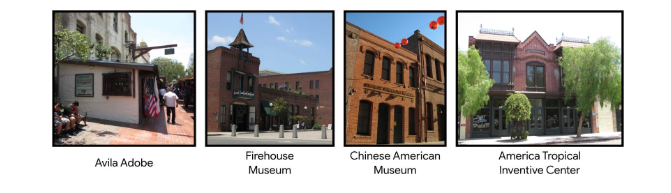 Avila Adobe
Firehouse
Museum
Chinese American
Museum
America Tropical
Inventive Center